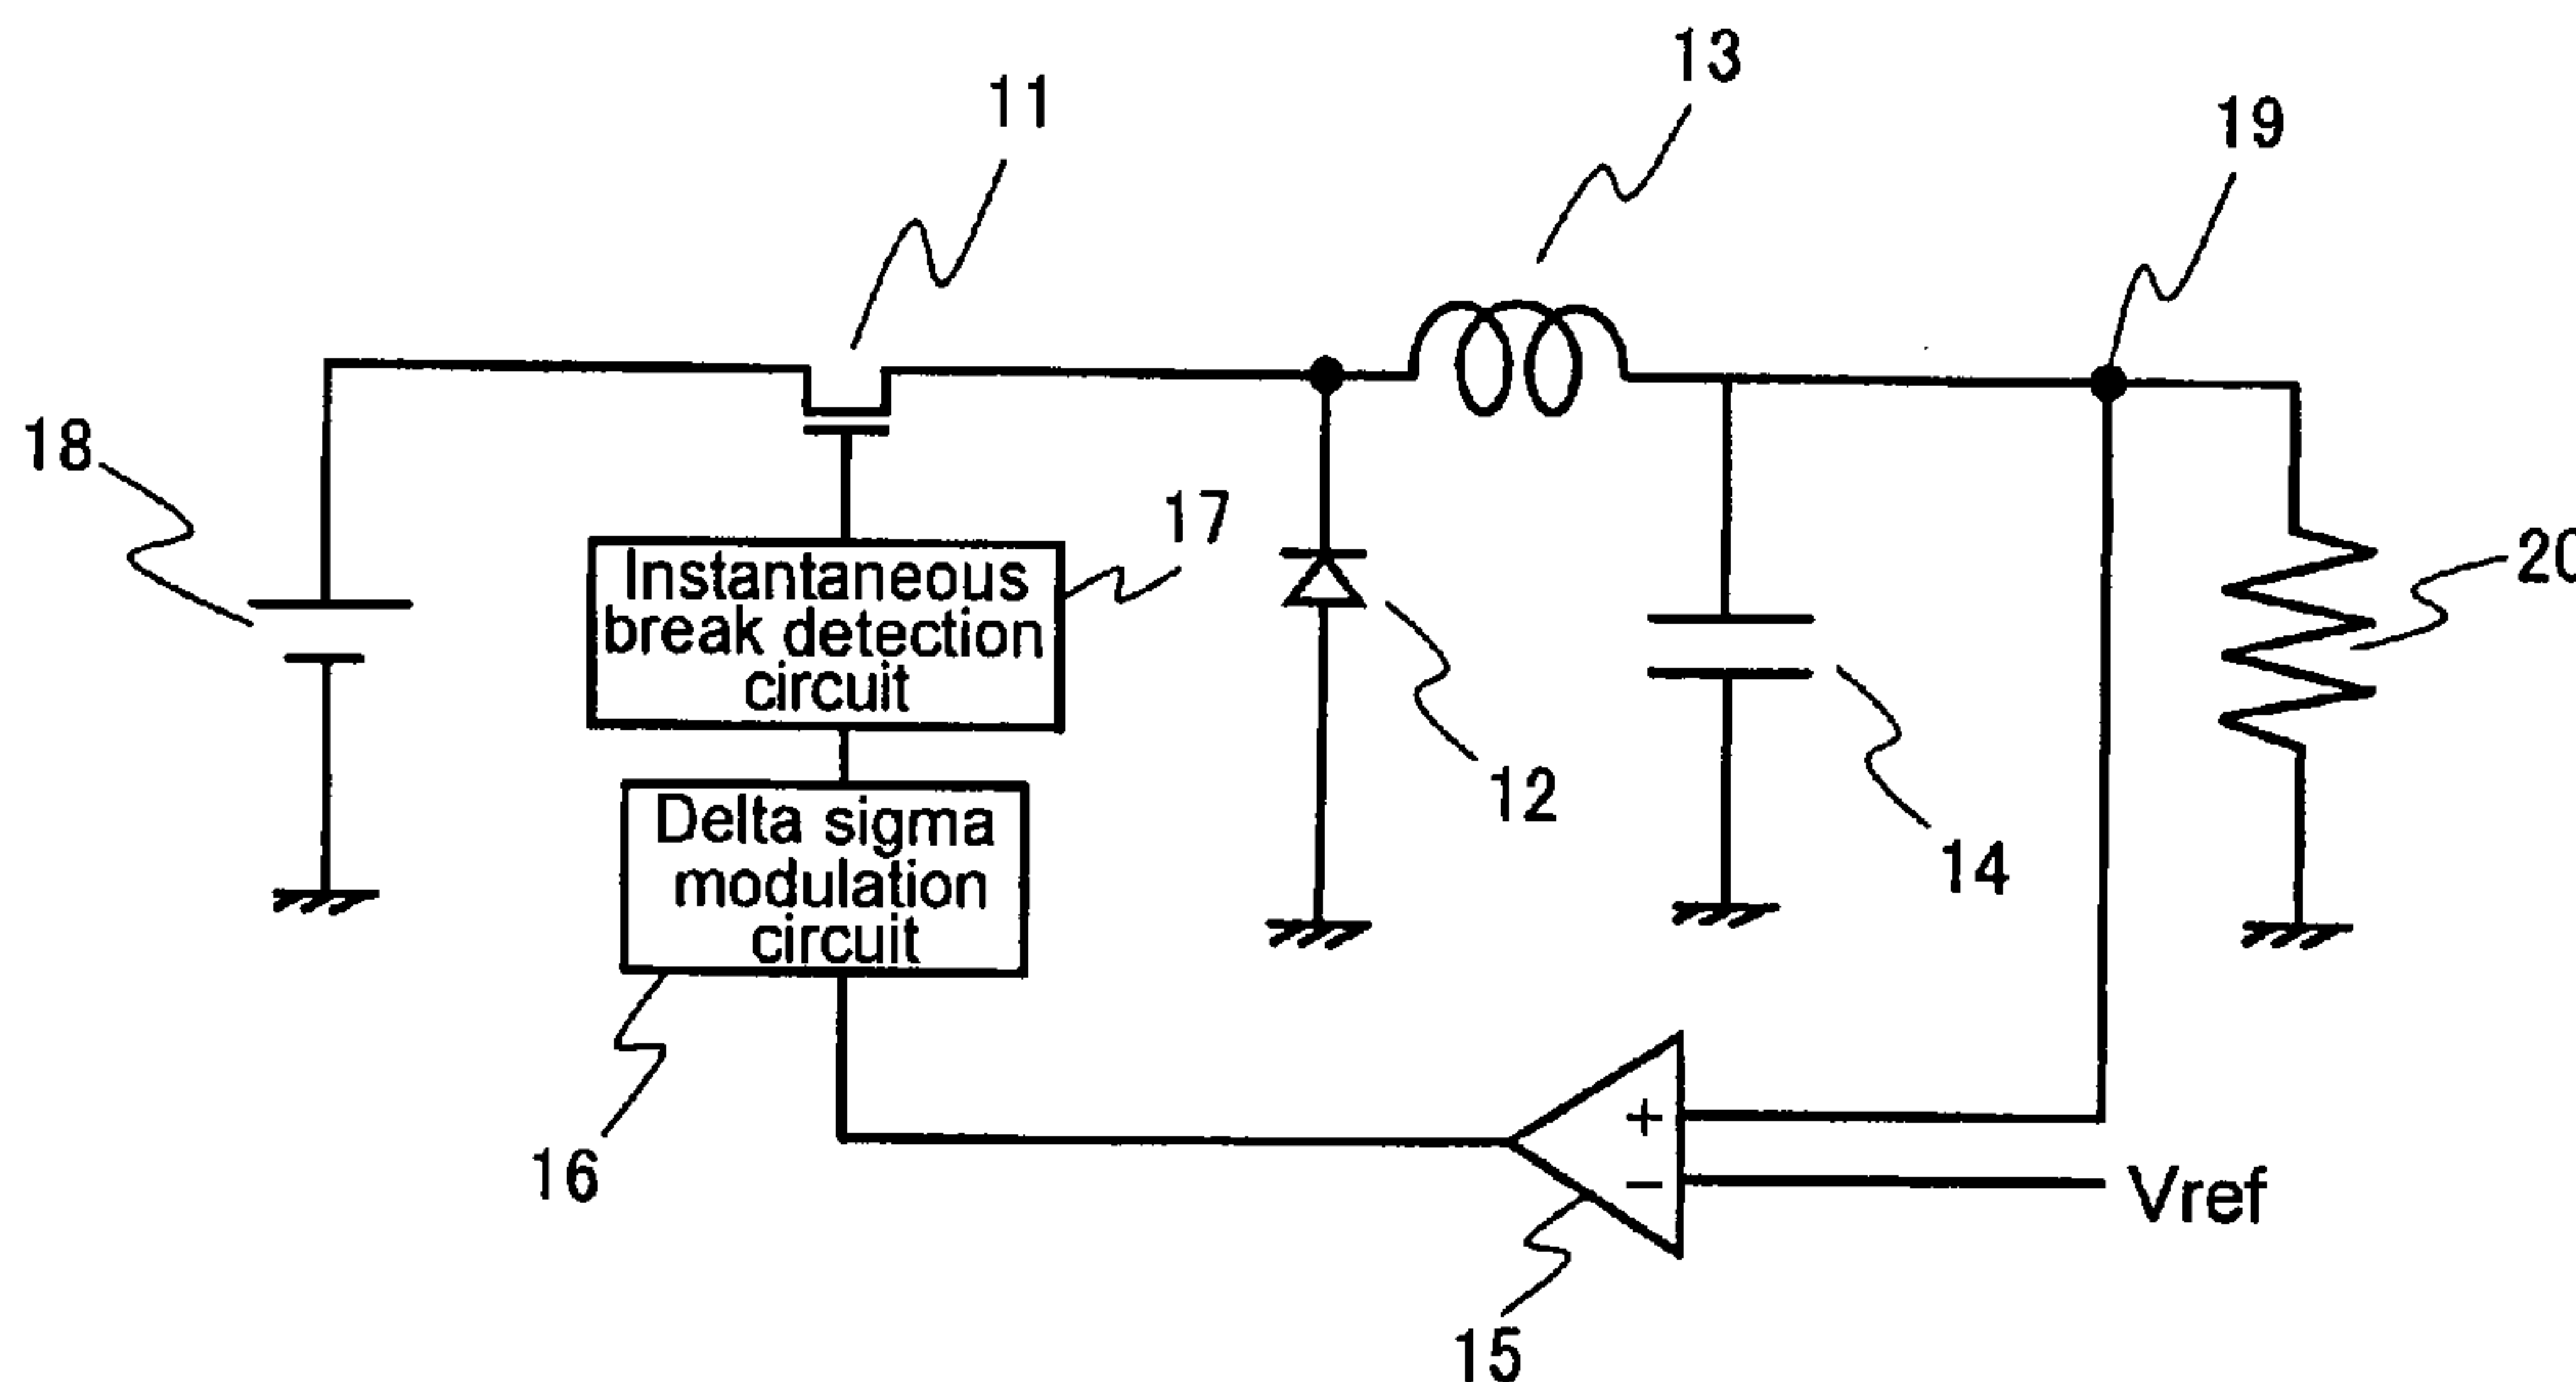 13
11
19
18
17
Instantaneous
break detection
circuit
20
12
Delta sigma
modulation
circuit
14
+
−
16
Vref
15